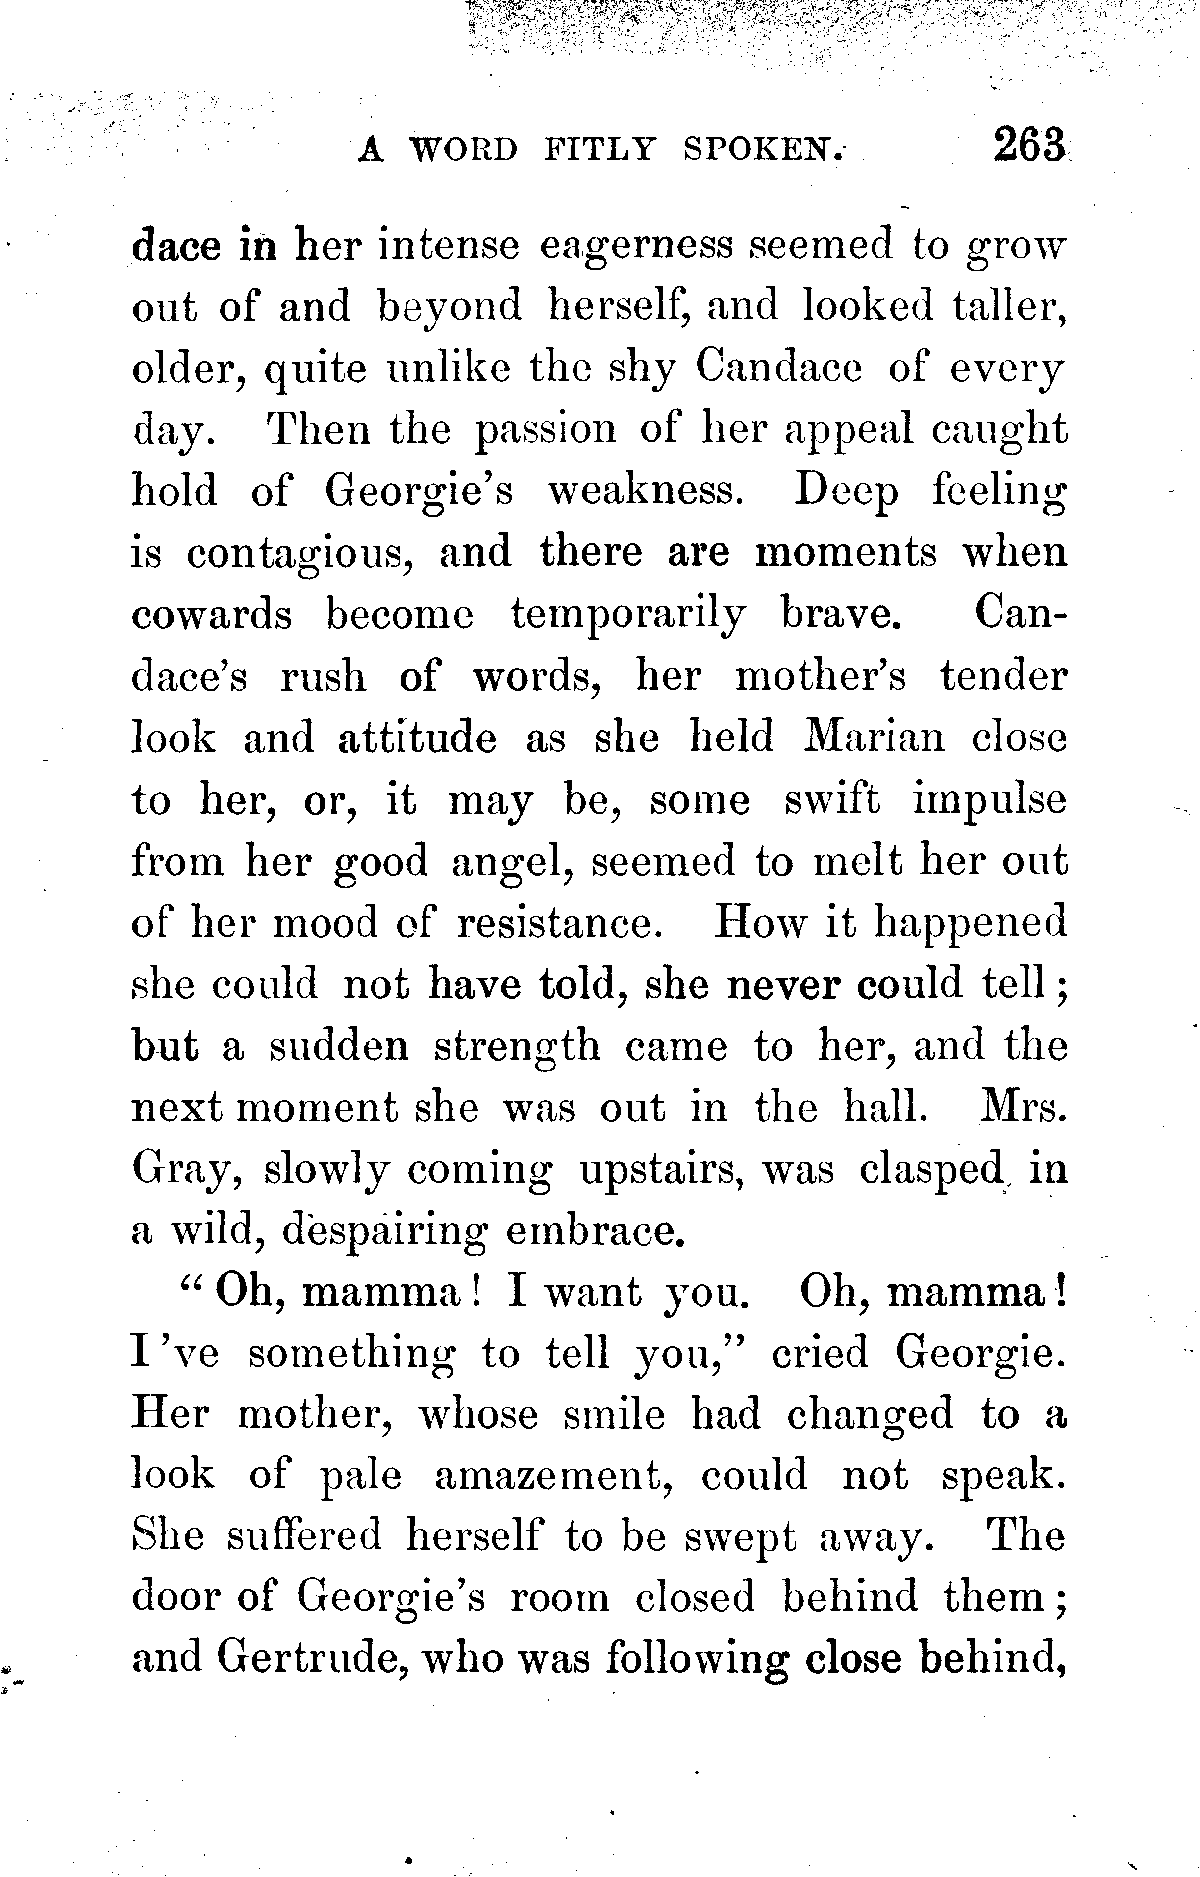 A WORD FITLY SPOKEN. 263
dace in her intense eagerness seemed to grow
out of and beyond herself, and looked taller,
older, quite unlike the shy Candace of every
day. Then the passion of her appeal caught
hold of Georgie's weakness. Deep feeling
is contagious, and there are moments when
cowards become temporarily brave. Can-
dace's rush of words, her mother's tender
look and attitude as she held Marian close
to her, or, it may be, some swift impulse
from her good angel, seemed to melt her out
of her mood of resistance. How it happened
she could not have told, she never could tell;
but a sudden strength came to her, and the
next moment she was out in the hall. Mrs.
Gray, slowly coming upstairs, was clasped in
a wild, despairing embrace.
"Oh, mamma! I want you. Oh, mamma!
I've something to tell you," cried Georgie.
Her mother, whose smile had changed to a
look of pale amazement, could not speak.
She suffered herself to be swept away. The
door of Georgie's room closed behind them;
and Gertrude, who was following close behind,